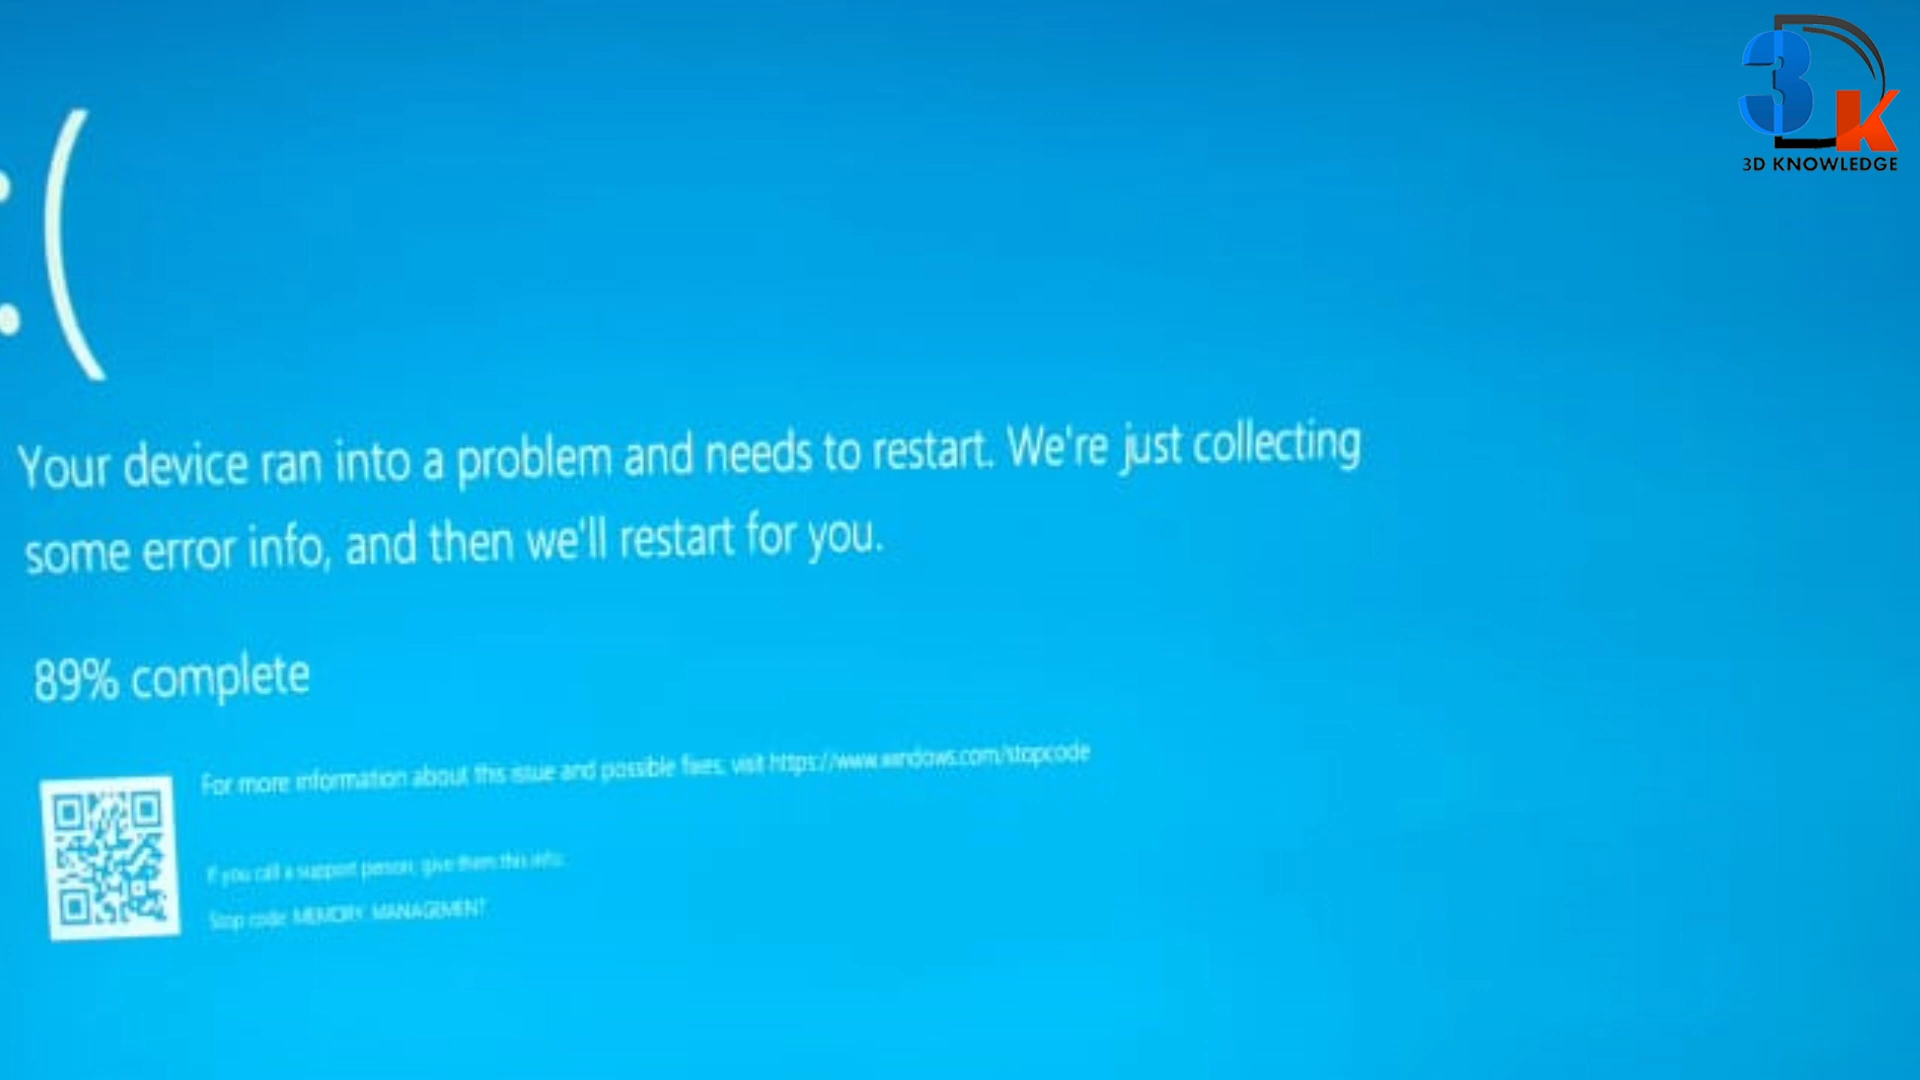 :(
Your device ran into a problem and needs to restart. We're just collecting
some error info, and then we'll restart for you.
89% complete
For more information about this issue and possible fixes, visit https://www.windows.com/stopcode
If you call a support person, give them this info:
Stop code: MEMORY MANAGEMENT
3DK
3D KNOWLEDGE